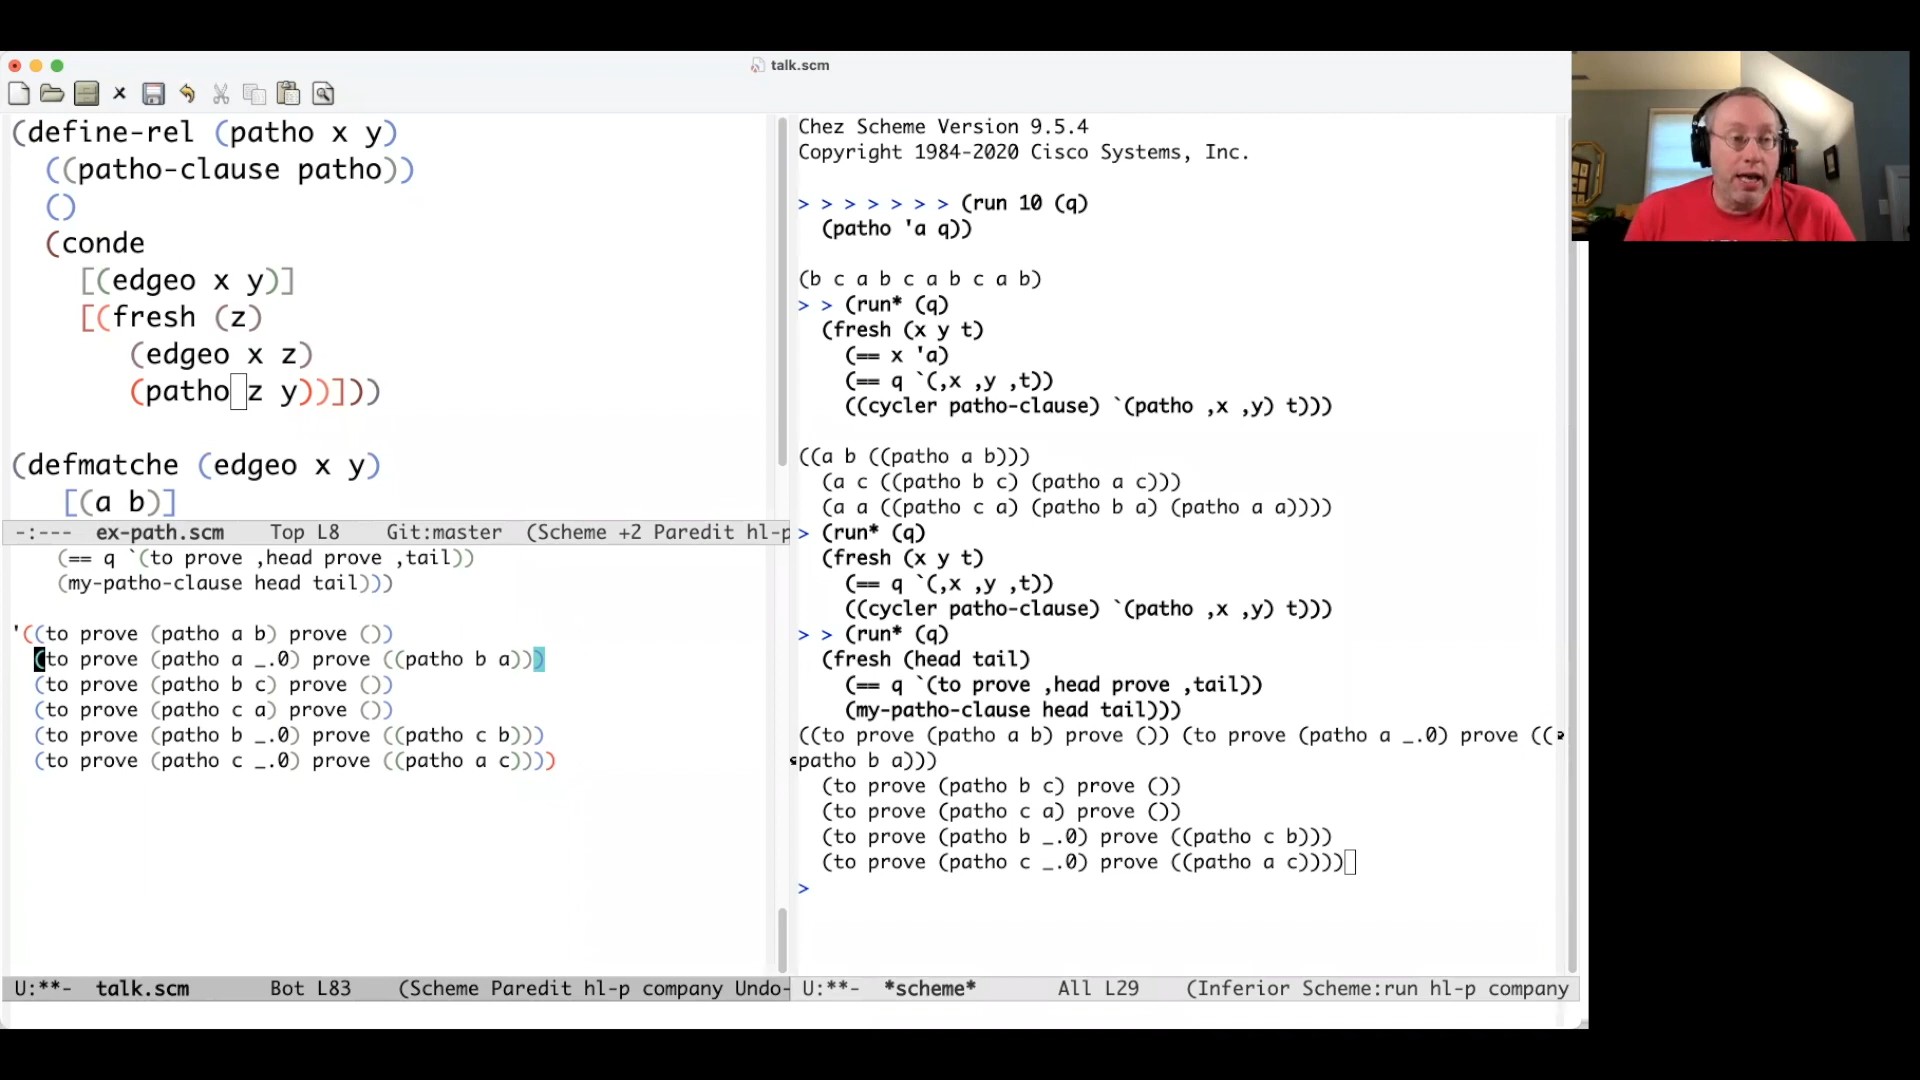 talk.scm
(define-rel (patho x y)
((patho-clause patho))
()
(conde
[(edgeo x y)]
[(fresh (z)
(edgeo x z)
(patho z y))]))
(defmatche (edgeo x y)
[(a b)]
-:--- ex-path.scm Top L8 Git:master (Scheme +2 Paredit hl-p
(== q `(to prove ,head prove ,tail))
(my-patho-clause head tail)))
'((to prove (patho a b) prove ())
(to prove (patho a _.0) prove ((patho b a)))
(to prove (patho b c) prove ())
(to prove (patho c a) prove ())
(to prove (patho b _.0) prove ((patho c b)))
(to prove (patho c _.0) prove ((patho a c))))
U:**- talk.scm Bot L83 (Scheme Paredit hl-p company Undo-
Chez Scheme Version 9.5.4
Copyright 1984-2020 Cisco Systems, Inc.
> > > > > > > (run 10 (q)
(patho 'a q))
(b c a b c a b c a b)
> > (run* (q)
(fresh (x y t)
(== x 'a)
(== q `(,x ,y ,t))
((cycler patho-clause) `(patho ,x ,y) t)))
((a b ((patho a b)))
(a c ((patho b c) (patho a c)))
(a a ((patho c a) (patho b a) (patho a a))))
> (run* (q)
(fresh (x y t)
(== q `(,x ,y ,t))
((cycler patho-clause) `(patho ,x ,y) t)))
> > (run* (q)
(fresh (head tail)
(== q `(to prove ,head prove ,tail))
(my-patho-clause head tail)))
((to prove (patho a b) prove ()) (to prove (patho a _.0) prove ((
patho b a)))
(to prove (patho b c) prove ())
(to prove (patho c a) prove ())
(to prove (patho b _.0) prove ((patho c b)))
(to prove (patho c _.0) prove ((patho a c))))
>
U:**- *scheme* All L29 (Inferior Scheme:run hl-p company